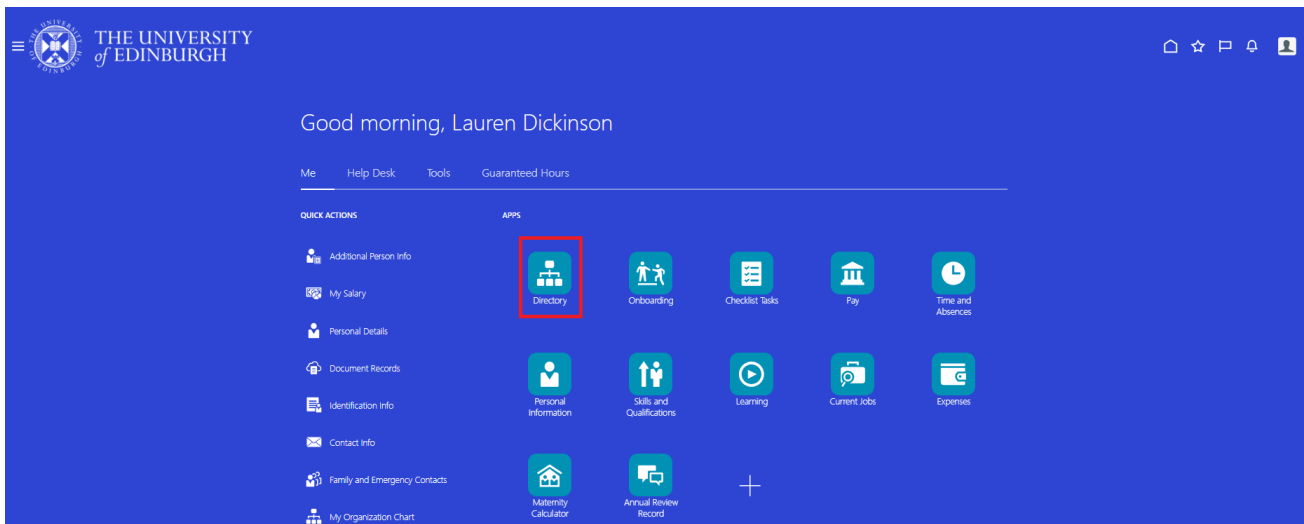 THE UNIVERSITY
of EDINBURGH
Good morning, Lauren Dickinson
Me Help Desk Tools Guaranteed Hours
QUICK ACTIONS
Additional Person Info
My Salary
Personal Details
Document Records
Identification Info
Contact Info
Family and Emergency Contacts
My Organization Chart
APPS
Directory
Onboarding
Checklist Tasks
Pay
Time and
Absences
Personal
Information
Skills and
Qualifications
Learning
Current Jobs
Expenses
Maternity
Calculator
Annual Review
Record